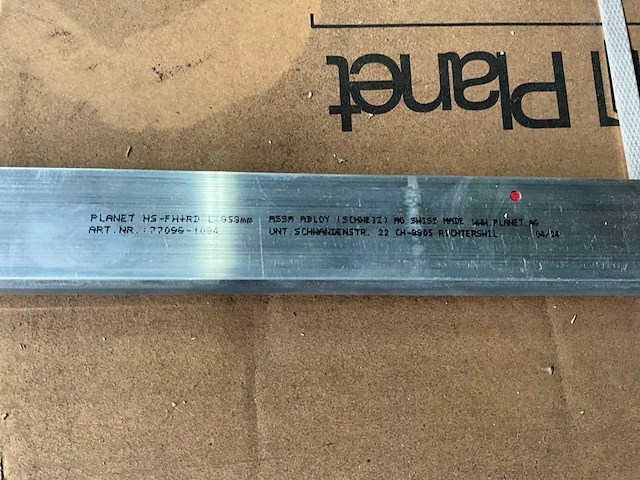 Planet
PLANET HS-FH+RD L=959mm ASSA ABLOY (SCHWEIZ) AG SWISS MADE WWW.PLANET.AG
ART.NR.:77096-1034 UNT.SCHWANDENSTR. 22 CH-8805 RICHTERSWIL 04/24